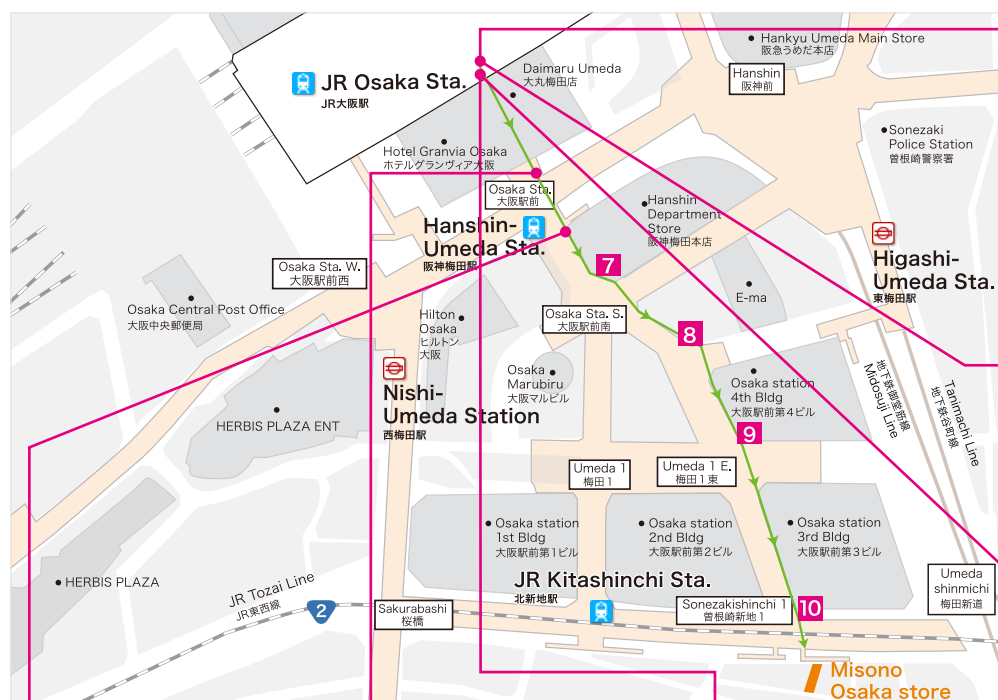 Hankyu Umeda Main Store
阪急うめだ本店
Hanshin
阪神前
Daimaru Umeda
大丸梅田店
JR Osaka Sta.
JR大阪駅
Sonezaki
Police Station
曽根崎警察署
Hotel Granvia Osaka
ホテルグランヴィア大阪
Osaka Sta.
大阪駅前
Hanshin
Department
Store
阪神梅田本店
Hanshin-
Umeda Sta.
阪神梅田駅
Higashi-
Umeda Sta.
東梅田駅
7
Osaka Sta. W.
大阪駅前西
Osaka Central Post Office
大阪中央郵便局
Hilton
Osaka
ヒルトン
大阪
Osaka Sta. S.
大阪駅前南
E-ma
8
Osaka
Marubiru
大阪マルビル
Osaka station
4th Bldg
大阪駅前第4ビル
地下鉄御堂筋線
Midosuji Line
Tanimachi Line
地下鉄谷町線
Nishi-
Umeda Station
西梅田駅
HERBIS PLAZA ENT
9
Umeda 1
梅田1
Umeda 1 E.
梅田1東
Osaka station
1st Bldg
大阪駅前第1ビル
Osaka station
2nd Bldg
大阪駅前第2ビル
Osaka station
3rd Bldg
大阪駅前第3ビル
HERBIS PLAZA
JR Tozai Line
JR東西線
2
JR Kitashinchi Sta.
北新地駅
Umeda
shinmichi
梅田新道
Sakurabashi
桜橋
Sonezakishinchi 1
曽根崎新地1
10
Misono
Osaka store